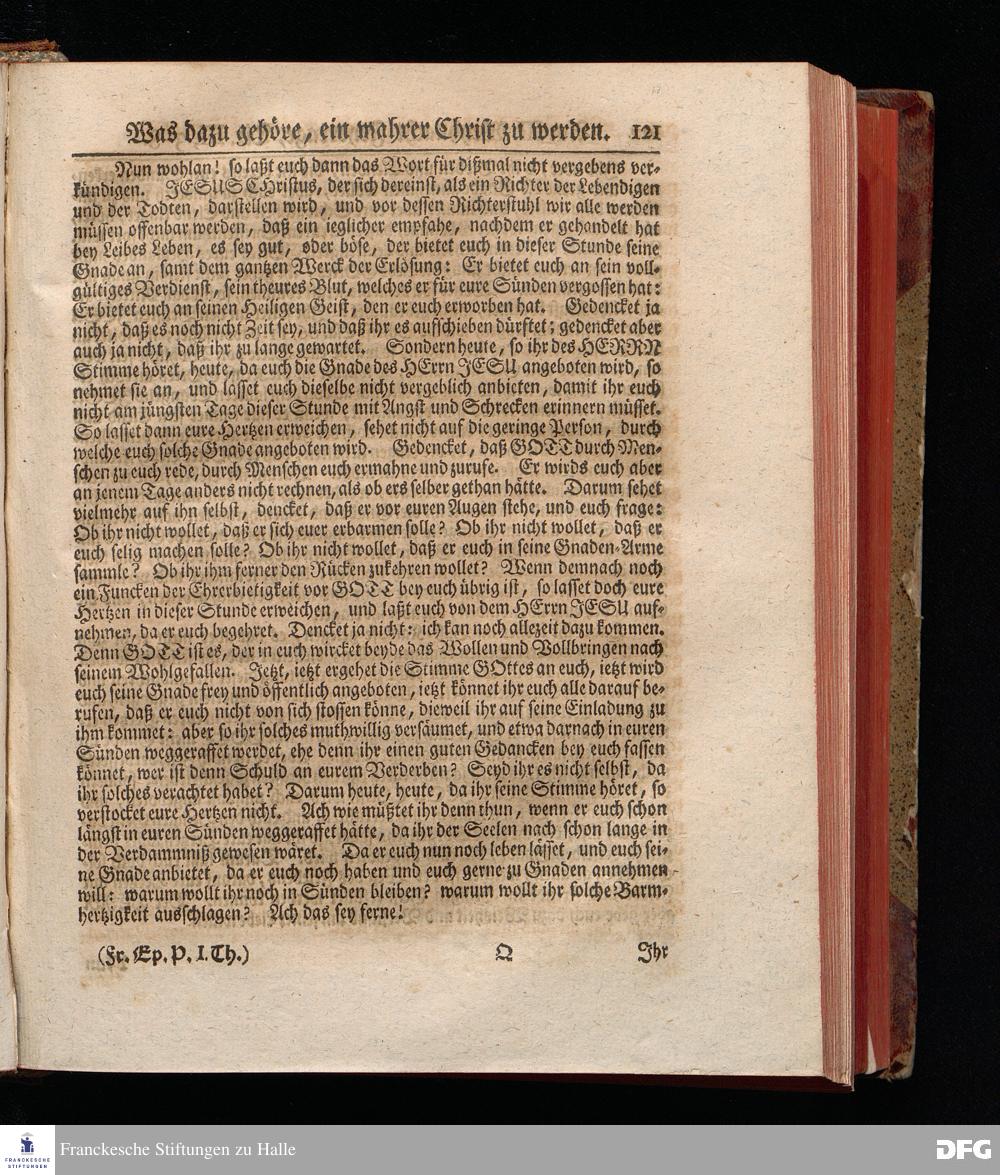 Was dazu gehöre, ein wahrer Christ zu werden. 121
Nun wohlan! so laßt euch dann das Wort für dißmal nicht vergebens ver-
kündigen. JESUS CHristus, der sich dereinst, als ein Richter der Lebendigen
und der Todten, darstellen wird, und vor dessen Richterstuhl wir alle werden
müssen offenbar werden, daß ein ieglicher empfahe, nachdem er gehandelt hat
bey Leibes Leben, es sey gut, oder böse, der bietet euch in dieser Stunde seine
Gnade an, samt dem gantzen Werck der Erlösung: Er bietet euch an sein voll-
gültiges Verdienst, sein theures Blut, welches er für eure Sünden vergossen hat:
Er bietet euch an seinen Heiligen Geist, den er euch erworben hat. Gedencket ja
nicht, daß es noch nicht Zeit sey, und daß ihr es aufschieben dürftet; gedencket aber
auch ja nicht, daß ihr zu lange gewartet. Sondern heute, so ihr des HERRN
Stimme höret, heute, da euch die Gnade des HErrn JESU angeboten wird, so
nehmet sie an, und lasset euch dieselbe nicht vergeblich anbieten, damit ihr euch
nicht am jüngsten Tage dieser Stunde mit Angst und Schrecken erinnern müsset.
So lasset dann eure Hertzen erweichen, sehet nicht auf die geringe Person, durch
welche euch solche Gnade angeboten wird. Gedencket, daß GOTT durch Men-
schen zu euch rede, durch Menschen euch ermahne und zurufe. Er wirds euch aber
an jenem Tage anders nicht rechnen, als ob ers selber gethan hätte. Darum sehet
vielmehr auf ihn selbst, dencket, daß er vor euren Augen stehe, und euch frage:
Ob ihr nicht wollet, daß er sich euer erbarmen solle? Ob ihr nicht wollet, daß er
euch selig machen solle? Ob ihr nicht wollet, daß er euch in seine Gnaden-Arme
sammle? Ob ihr ihm ferner den Rücken zukehren wollet? Wenn demnach noch
ein Funcken der Ehrerbietigkeit vor GOTT bey euch übrig ist, so lasset doch eure
Hertzen in dieser Stunde erweichen, und laßt euch von dem HErrn JESU auf-
nehmen, da er euch begehret. Dencket ja nicht: ich kan noch allezeit dazu kommen.
Denn GOTT ist es, der in euch wircket beyde das Wollen und Vollbringen nach
seinem Wohlgefallen. Jetzt, ietzt ergehet die Stimme GOttes an euch, ietzt wird
euch seine Gnade frey und öffentlich angeboten, ietzt könnet ihr euch alle darauf be-
rufen, daß er euch nicht von sich stossen könne, dieweil ihr auf seine Einladung zu
ihm kommet: aber so ihr solches muthwillig versäumet, und etwa darnach in euren
Sünden weggeraffet werdet, ehe denn ihr einen guten Gedancken bey euch fassen
könnet, wer ist denn Schuld an eurem Verderben? Seyd ihr es nicht selbst, da
ihr solches verachtet habet? Darum heute, heute, da ihr seine Stimme höret, so
verstocket eure Hertzen nicht. Ach wie müßtet ihr denn thun, wenn er euch schon
längst in euren Sünden weggeraffet hätte, da ihr der Seelen nach schon lange in
der Verdammniß gewesen wäret. Da er euch nun noch leben lässet, und euch sei-
ne Gnade anbietet, da er euch noch haben und euch gerne zu Gnaden annehmen
will: warum wollt ihr noch in Sünden bleiben? warum wollt ihr solche Barm-
hertzigkeit ausschlagen? Ach das sey ferne!
(Fr. Ep. P. I. Th.) Q Ihr
FRANCKESCHE
STIFTUNGEN
Franckesche Stiftungen zu Halle
DFG